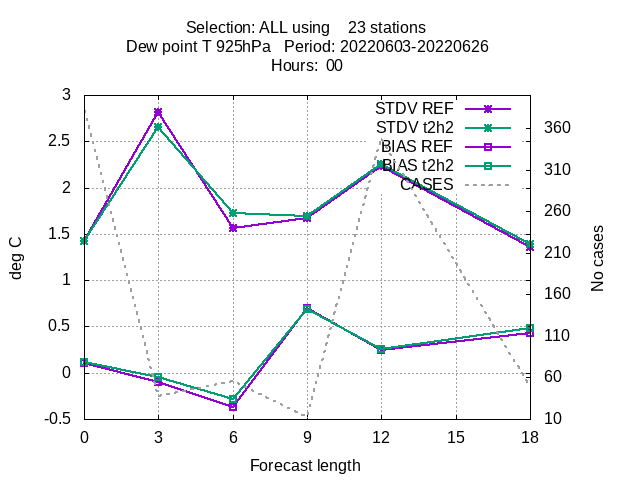 Selection: ALL using 23 stations
Dew point T 925hPa Period: 20220603-20220626
Hours: 00
STDV REF
STDV t2h2
BIAS REF
BIAS t2h2
CASES
3
2.5
2
1.5
1
0.5
0
-0.5
deg C
360
310
260
210
160
110
60
10
No cases
0 3 6 9 12 15 18
Forecast length